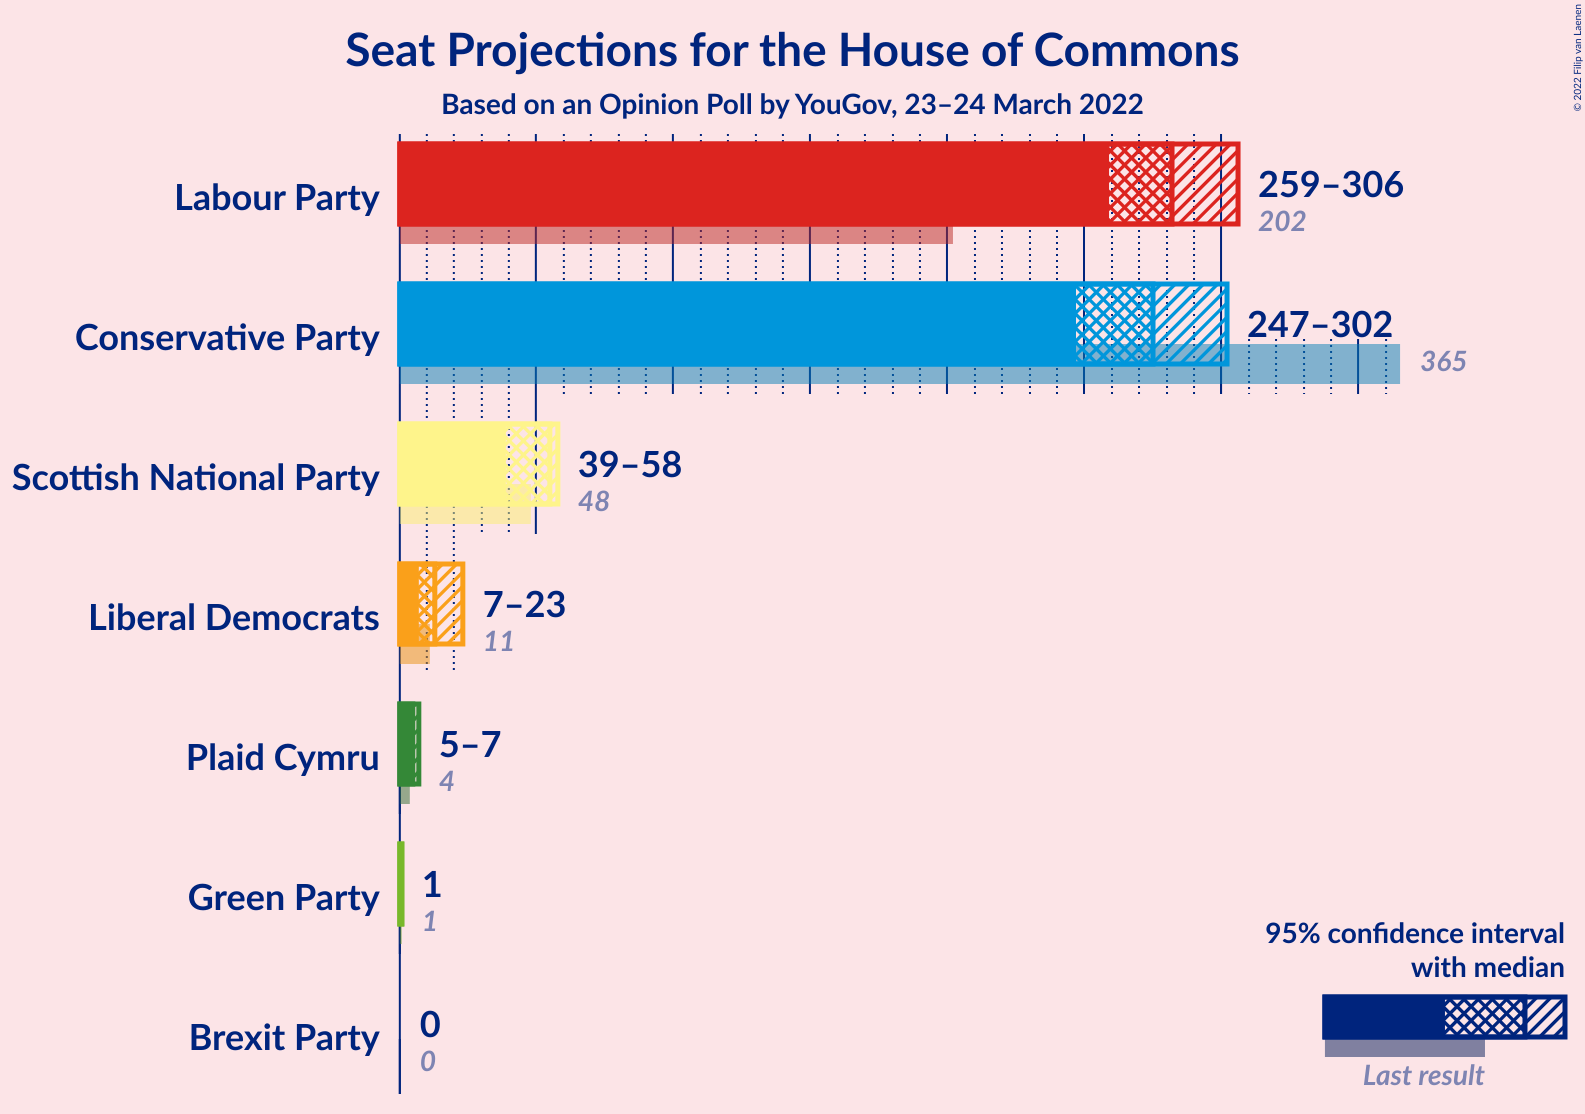 Seat Projections for the House of Commons
Based on an Opinion Poll by YouGov, 23–24 March 2022
© 2022 Filip van Laenen
Labour Party
259–306
202
Conservative Party
247–302
365
Scottish National Party
39–58
48
Liberal Democrats
7–23
11
Plaid Cymru
5–7
4
Green Party
1
1
Brexit Party
0
0
95% confidence interval
with median
Last result